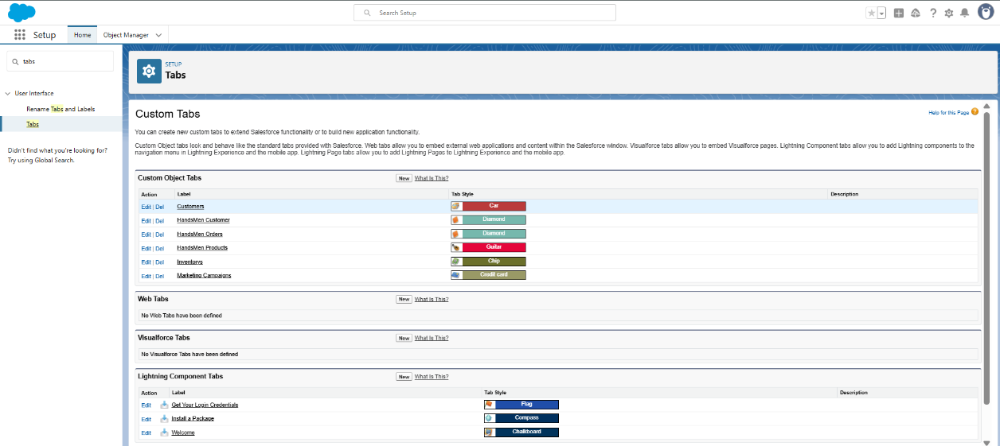 Search Setup
Setup
Home
Object Manager
tabs
User Interface
Rename Tabs and Labels
Tabs
Didn't find what you're looking for?
Try using Global Search.
SETUP
Tabs
Custom Tabs
Help for this Page
You can create new custom tabs to extend Salesforce functionality or to build new application functionality.
Custom Object tabs look and behave like the standard tabs provided with Salesforce. Web tabs allow you to embed external web applications and content within the Salesforce window. Visualforce tabs allow you to embed Visualforce pages. Lightning Component tabs allow you to add Lightning components to the
navigation menu in Lightning Experience and the mobile app. Lightning Page tabs allow you to add Lightning Pages to Lightning Experience and the mobile app.
Custom Object Tabs New What Is This?
Action Label Tab Style Description
Edit | Del Customers Car
Edit | Del HandsMen Customer Diamond
Edit | Del HandsMen Orders Diamond
Edit | Del HandsMen Products Guitar
Edit | Del Inventorys Chip
Edit | Del Marketing Campaigns Credit card
Web Tabs New What Is This?
No Web Tabs have been defined
Visualforce Tabs New What Is This?
No Visualforce Tabs have been defined
Lightning Component Tabs New What Is This?
Action Label Tab Style Description
Edit Get Your Login Credentials Flag
Edit Install a Package Compass
Edit Welcome Chalkboard